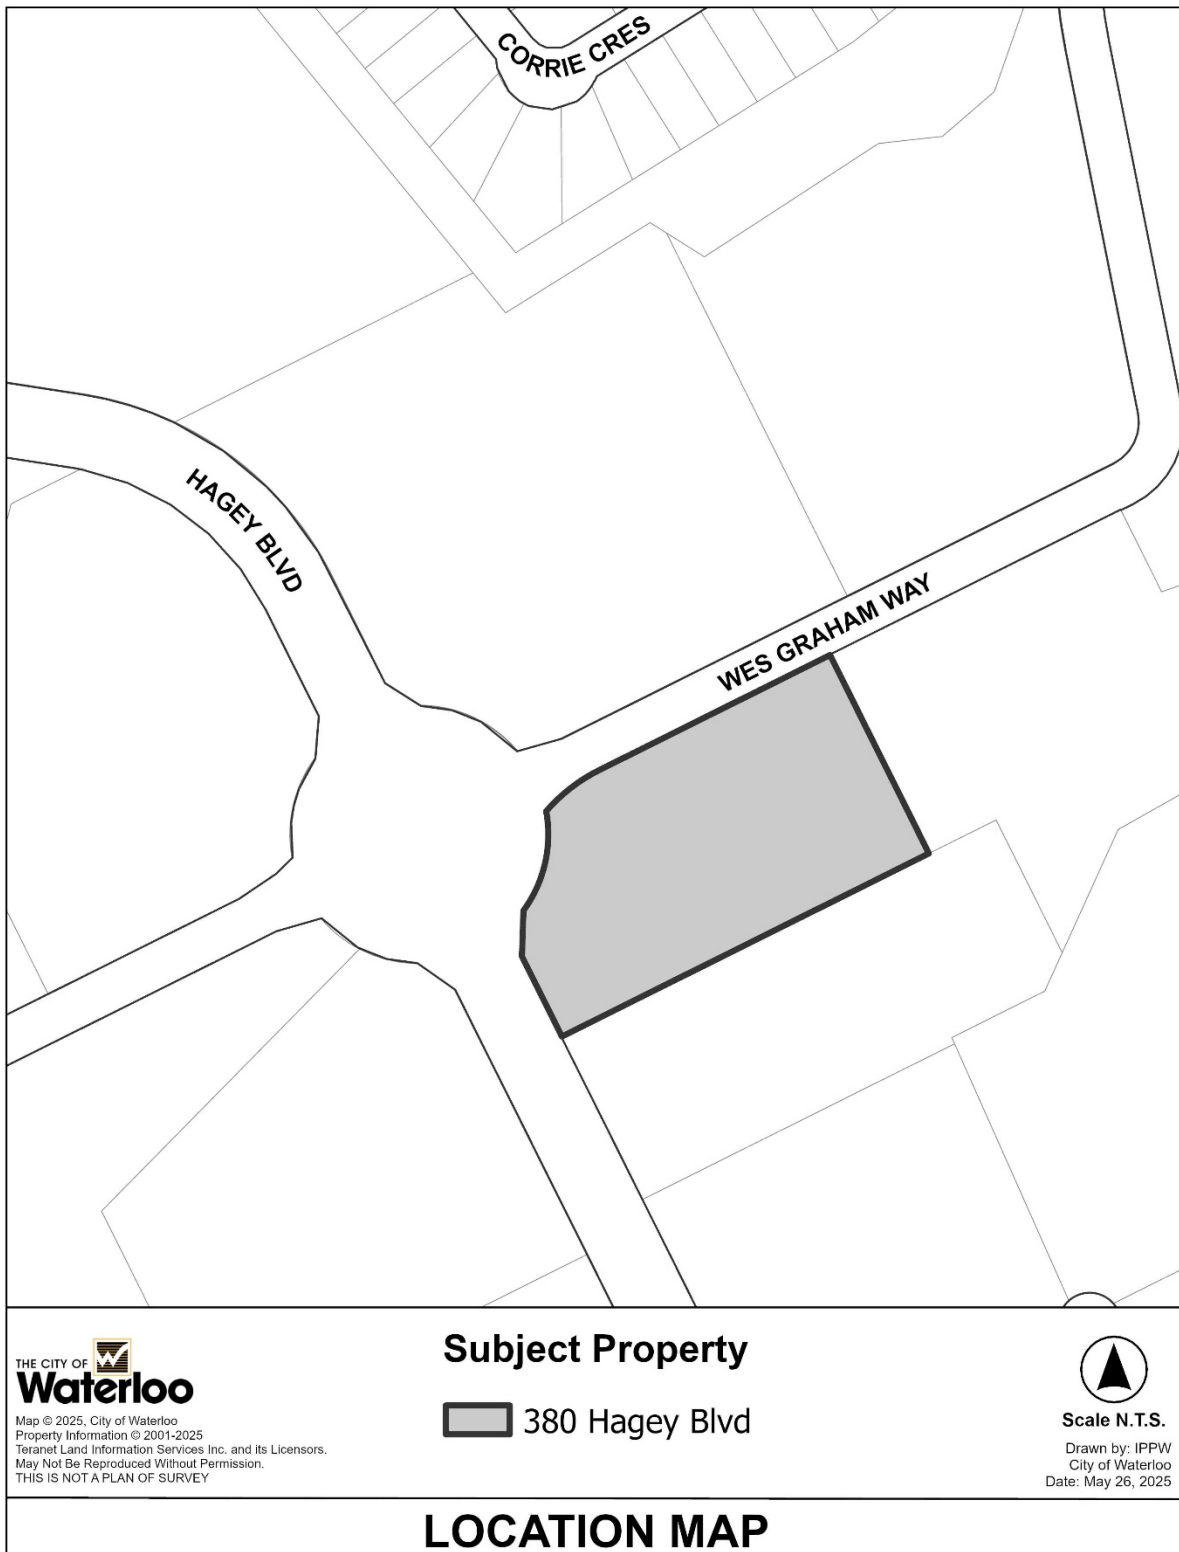 CORRIE CRES
HAGEY BLVD
WES GRAHAM WAY
THE CITY OF
Waterloo
Map © 2025, City of Waterloo
Property Information © 2001-2025
Teranet Land Information Services Inc. and its Licensors.
May Not Be Reproduced Without Permission.
THIS IS NOT A PLAN OF SURVEY
Subject Property
380 Hagey Blvd
Scale N.T.S.
Drawn by: IPPW
City of Waterloo
Date: May 26, 2025
LOCATION MAP